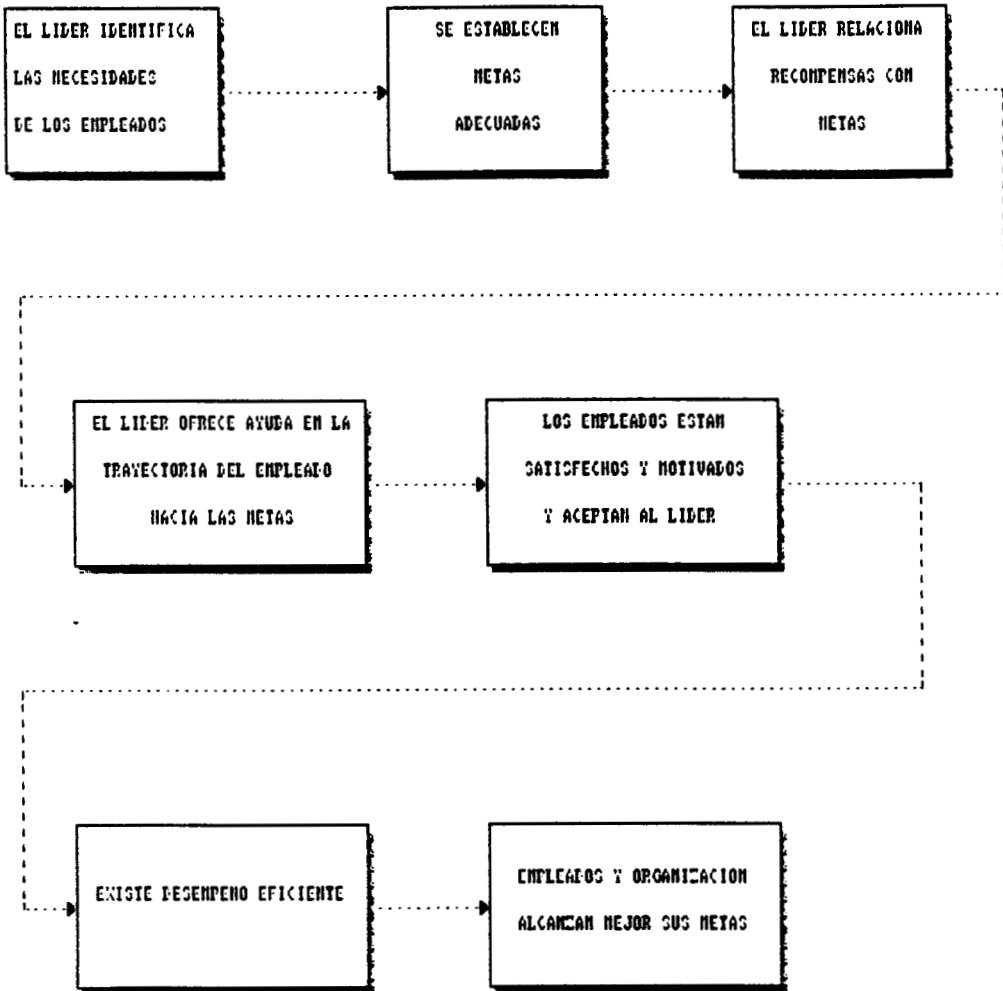 EL LIDER IDENTIFICA
LAS NECESIDADES
DE LOS EMPLEADOS
SE ESTABLECEN
METAS
ADECUADAS
EL LIDER RELACIONA
RECOMPENSAS CON
METAS
EL LIDER OFRECE AYUDA EN LA
TRAYECTORIA DEL EMPLEADO
HACIA LAS METAS
LOS EMPLEADOS ESTAN
SATISFECHOS Y MOTIVADOS
Y ACEPTAN AL LIDER
EXISTE DESEMPENO EFICIENTE
EMPLEADOS Y ORGANIZACION
ALCANZAN MEJOR SUS METAS